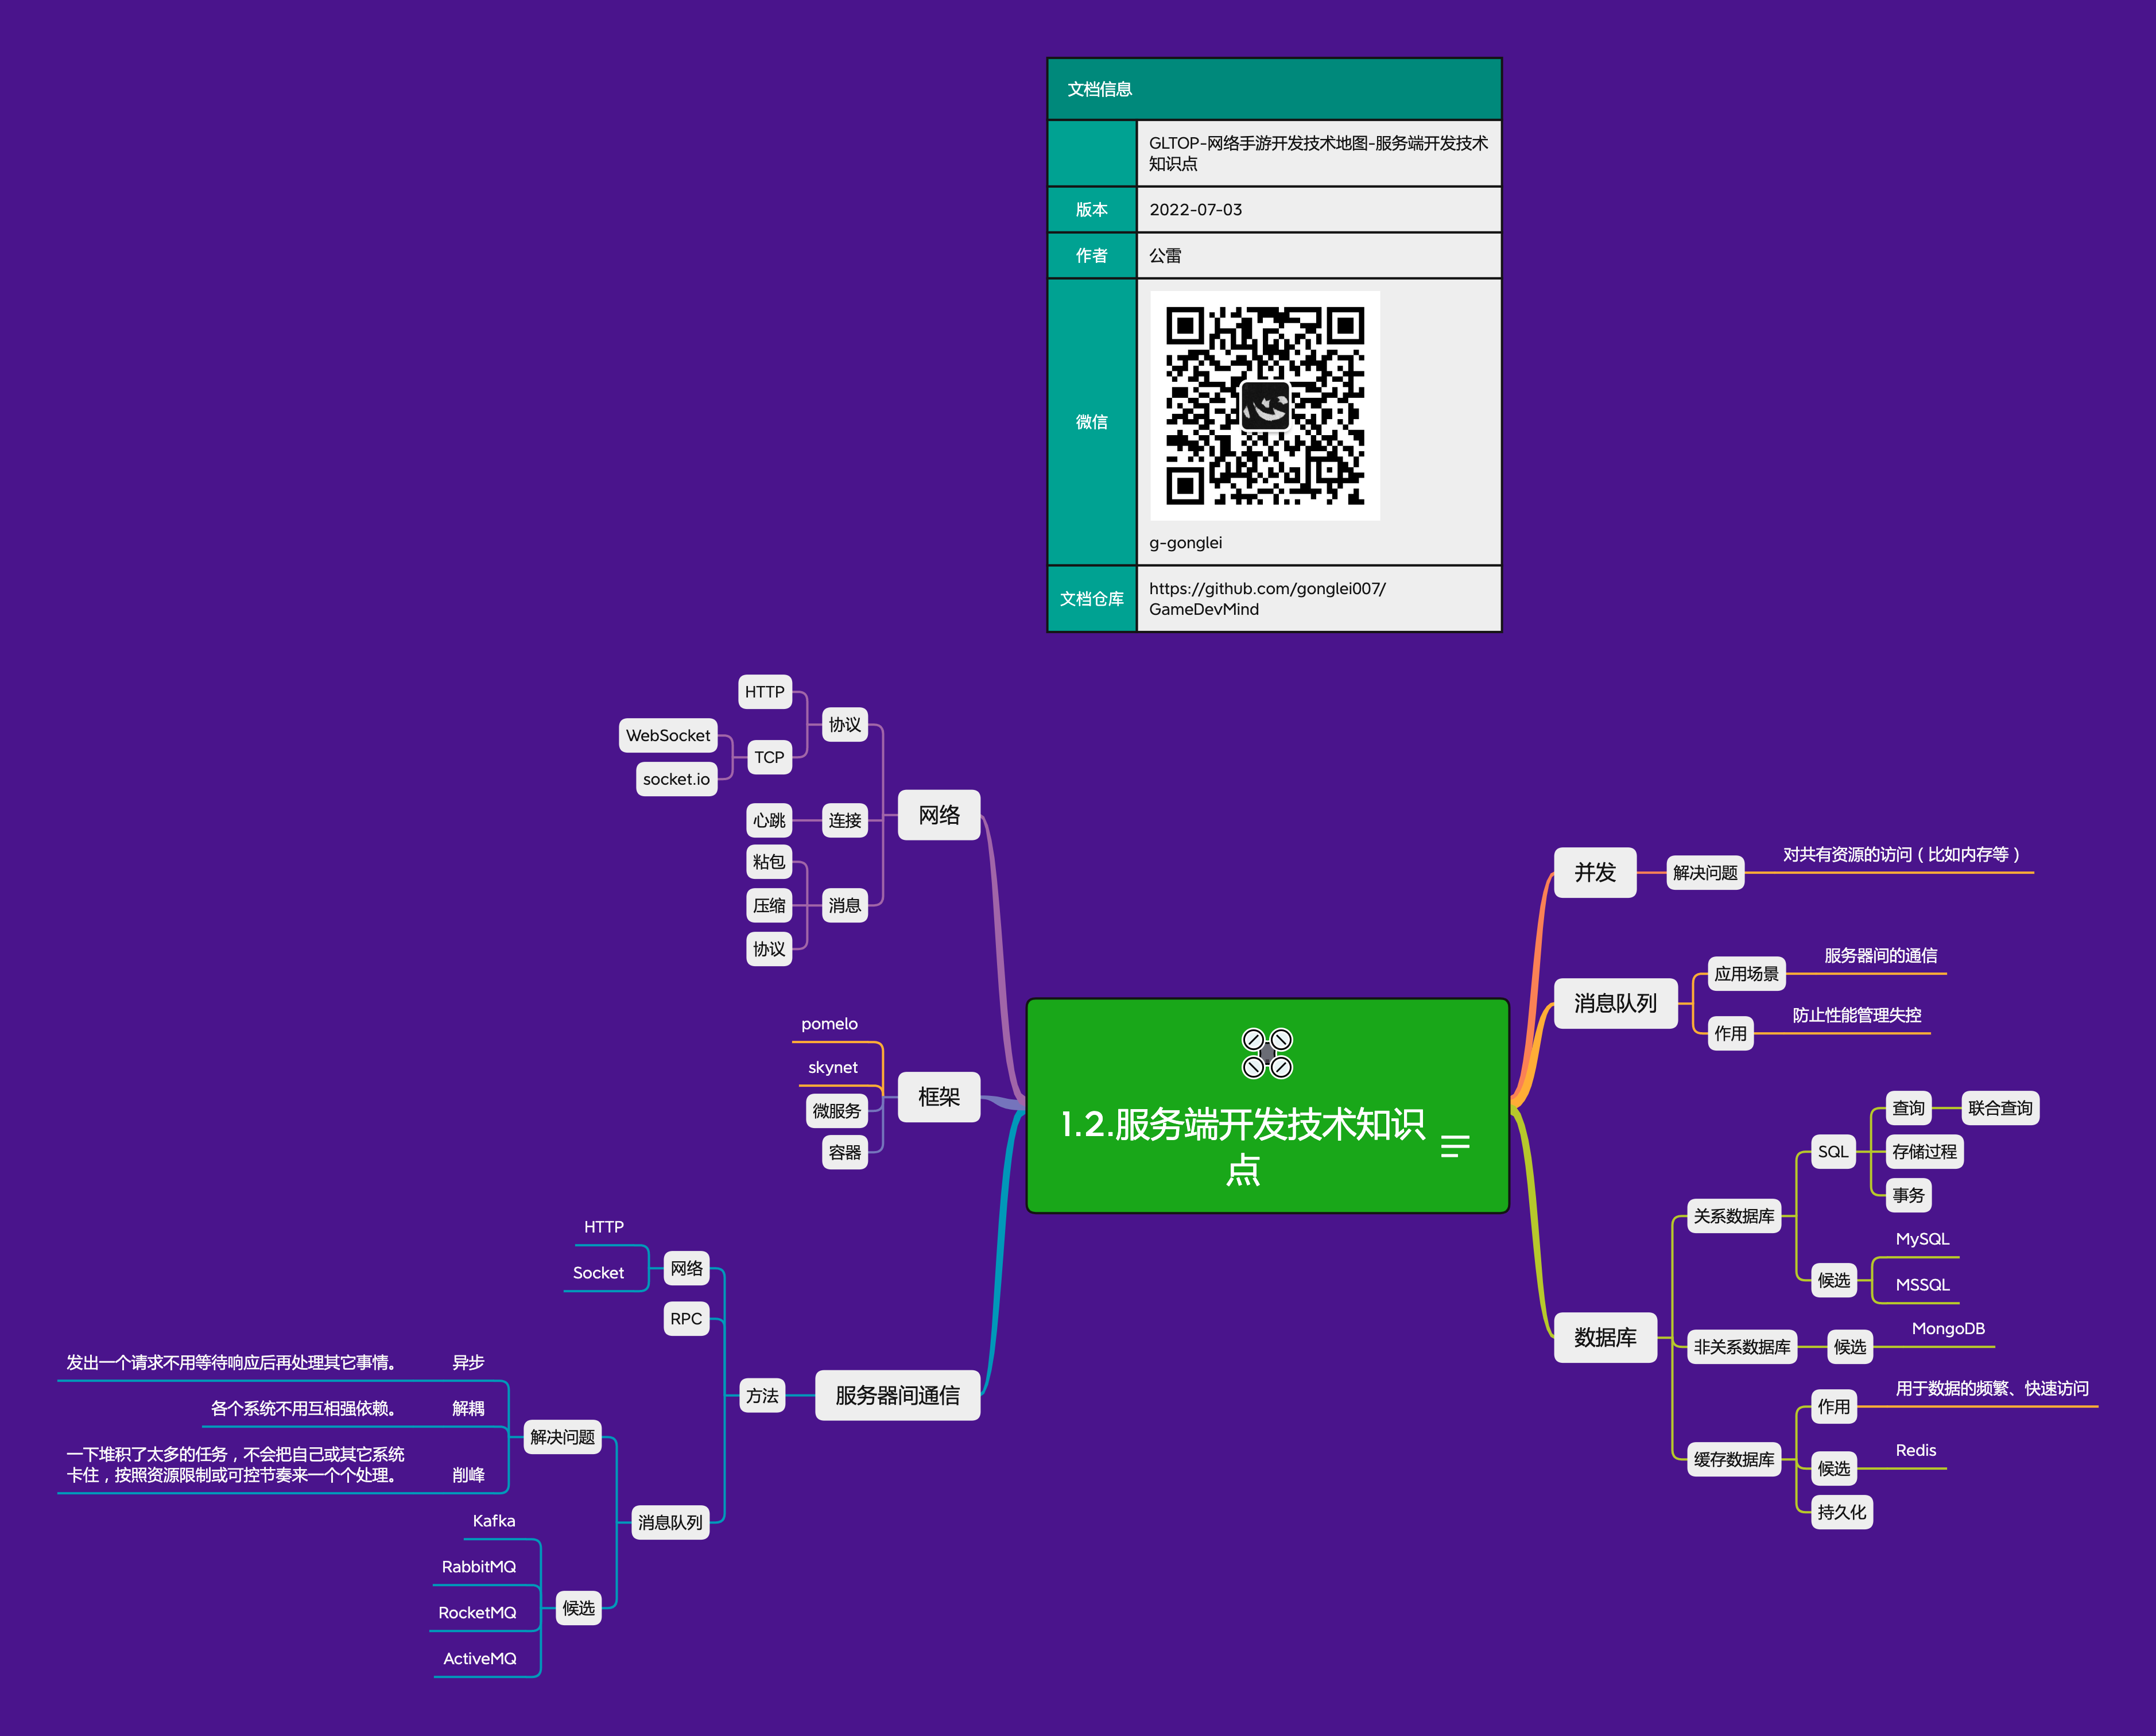 文档信息
GLTOP-网络手游开发技术地图-服务端开发技术
知识点
版本
2022-07-03
作者
公雷
微信
g-gonglei
文档仓库
https://github.com/gonglei007/
GameDevMind
1.2.服务端开发技术知识
点
并发
解决问题
对共有资源的访问（比如内存等）
消息队列
应用场景
服务器间的通信
作用
防止性能管理失控
数据库
关系数据库
SQL
查询
联合查询
存储过程
事务
候选
MySQL
MSSQL
非关系数据库
候选
MongoDB
缓存数据库
作用
用于数据的频繁、快速访问
候选
Redis
持久化
网络
协议
HTTP
TCP
WebSocket
socket.io
连接
心跳
消息
粘包
压缩
协议
框架
pomelo
skynet
微服务
容器
服务器间通信
方法
网络
HTTP
Socket
RPC
消息队列
解决问题
异步
发出一个请求不用等待响应后再处理其它事情。
解耦
各个系统不用互相强依赖。
削峰
一下堆积了太多的任务，不会把自己或其它系统
卡住，按照资源限制或可控节奏来一个个处理。
候选
Kafka
RabbitMQ
RocketMQ
ActiveMQ